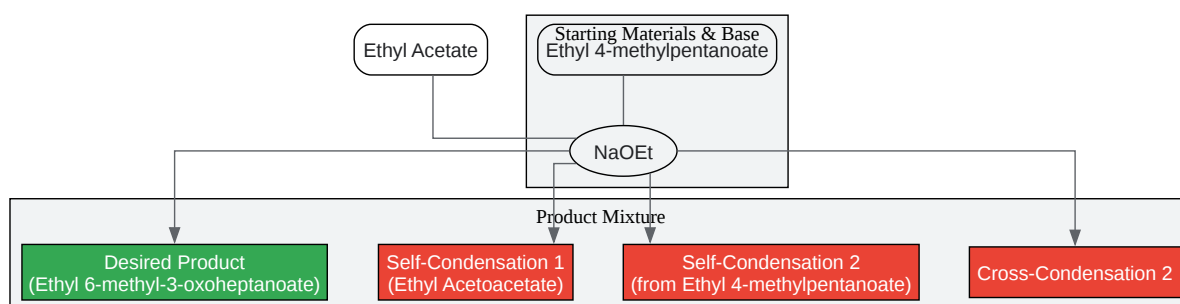 Starting Materials & Base
Ethyl Acetate
Ethyl 4-methylpentanoate
NaOEt
Product Mixture
Desired Product
(Ethyl 6-methyl-3-oxoheptanoate)
Self-Condensation 1
(Ethyl Acetoacetate)
Self-Condensation 2
(from Ethyl 4-methylpentanoate)
Cross-Condensation 2